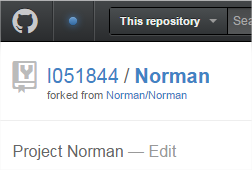 This repository Sea
I051844 / Norman
forked from Norman/Norman
Project Norman — Edit